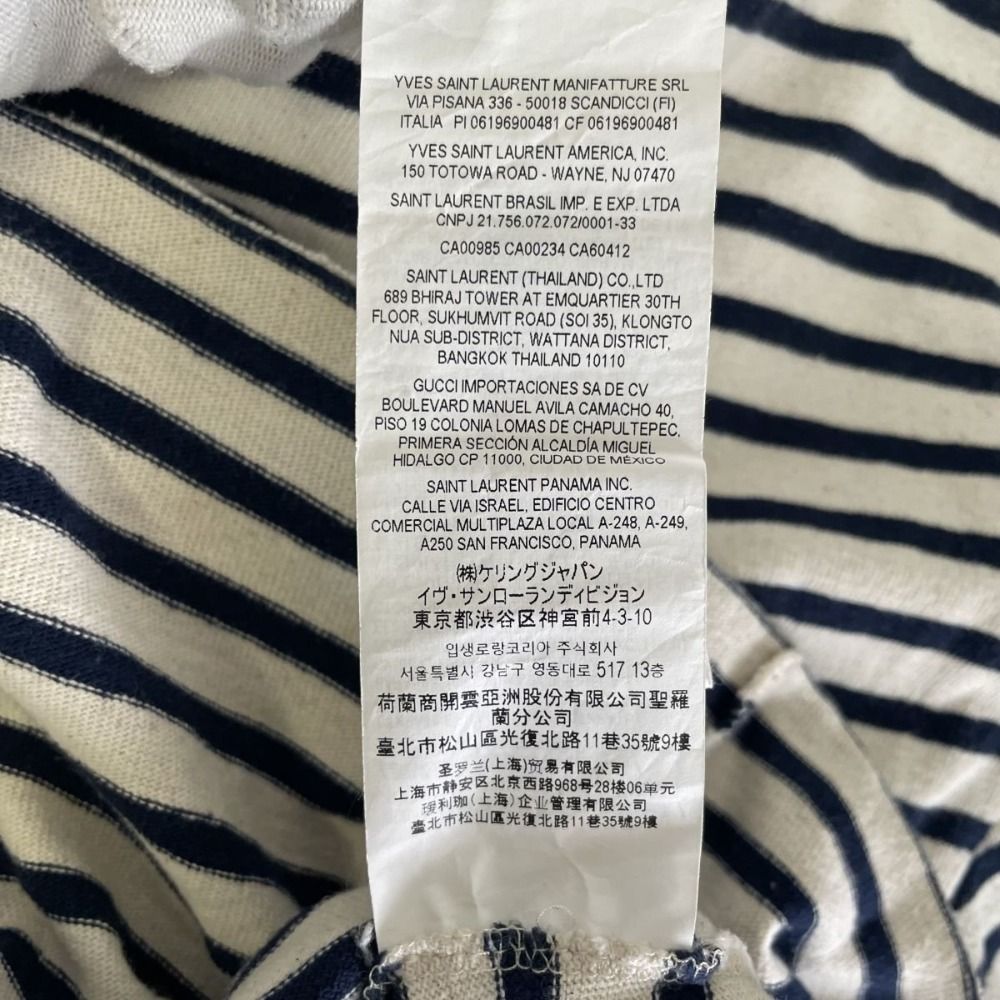 YVES SAINT LAURENT MANIFATTURE SRL
VIA PISANA 336 - 50018 SCANDICCI (FI)
ITALIA PI 06196900481 CF 06196900481
YVES SAINT LAURENT AMERICA, INC.
150 TOTOWA ROAD - WAYNE, NJ 07470
SAINT LAURENT BRASIL IMP. E EXP. LTDA
CNPJ 21.756.072.072/0001-33
CA00985 CA00234 CA60412
SAINT LAURENT (THAILAND) CO.,LTD
689 BHIRAJ TOWER AT EMQUARTIER 30TH
FLOOR, SUKHUMVIT ROAD (SOI 35), KLONGTO
NUA SUB-DISTRICT, WATTANA DISTRICT,
BANGKOK THAILAND 10110
GUCCI IMPORTACIONES SA DE CV
BOULEVARD MANUEL AVILA CAMACHO 40,
PISO 19 COLONIA LOMAS DE CHAPULTEPEC,
PRIMERA SECCIÓN ALCALDÍA MIGUEL
HIDALGO CP 11000, CIUDAD DE MÉXICO
SAINT LAURENT PANAMA INC.
CALLE VIA ISRAEL, EDIFICIO CENTRO
COMERCIAL MULTIPLAZA LOCAL A-248, A-249,
A250 SAN FRANCISCO, PANAMA
㈱ケリングジャパン
イヴ・サンローランディビジョン
東京都渋谷区神宮前4-3-10
입생로랑코리아 주식회사
서울특별시 강남구 영동대로 517 13층
荷蘭商開雲亞洲股份有限公司聖羅
蘭分公司
臺北市松山區光復北路11巷35號9樓
圣罗兰(上海)贸易有限公司
上海市静安区北京西路968号28楼06单元
瑗利珈(上海)企业管理有限公司
臺北市松山區光復北路11巷35號9樓